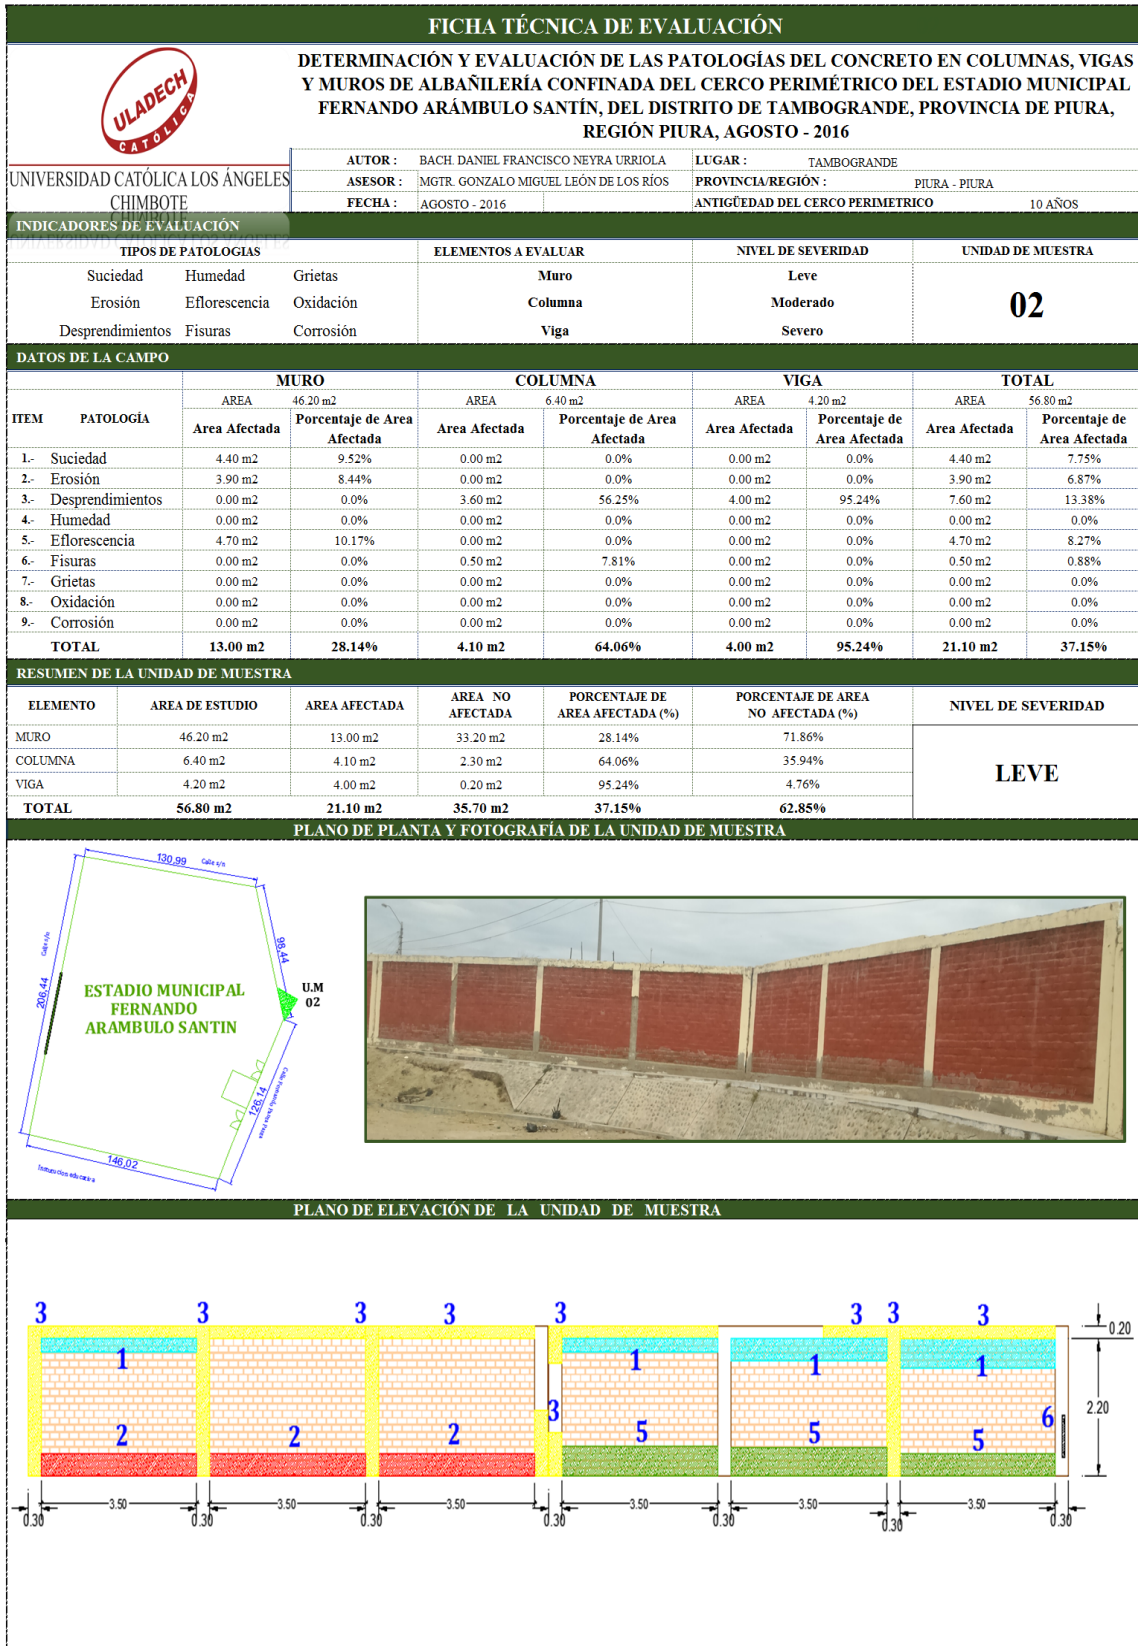 FICHA TÉCNICA DE EVALUACIÓN
ULADECH
CATÓLICA
UNIVERSIDAD CATÓLICA LOS ÁNGELES
CHIMBOTE
DETERMINACIÓN Y EVALUACIÓN DE LAS PATOLOGÍAS DEL CONCRETO EN COLUMNAS, VIGAS
Y MUROS DE ALBAÑILERÍA CONFINADA DEL CERCO PERIMÉTRICO DEL ESTADIO MUNICIPAL
FERNANDO ARÁMBULO SANTÍN, DEL DISTRITO DE TAMBOGRANDE, PROVINCIA DE PIURA,
REGIÓN PIURA, AGOSTO - 2016
AUTOR : BACH. DANIEL FRANCISCO NEYRA URRIOLA LUGAR : TAMBOGRANDE
ASESOR : MGTR. GONZALO MIGUEL LEÓN DE LOS RÍOS PROVINCIA/REGIÓN : PIURA - PIURA
FECHA : AGOSTO - 2016 ANTIGÜEDAD DEL CERCO PERIMETRICO 10 AÑOS
INDICADORES DE EVALUACIÓN
TIPOS DE PATOLOGIAS ELEMENTOS A EVALUAR NIVEL DE SEVERIDAD UNIDAD DE MUESTRA
Suciedad Humedad Grietas Muro Leve
Erosión Eflorescencia Oxidación Columna Moderado 02
Desprendimientos Fisuras Corrosión Viga Severo
DATOS DE LA CAMPO
MURO COLUMNA VIGA TOTAL
AREA 46.20 m2 AREA 6.40 m2 AREA 4.20 m2 AREA 56.80 m2
ITEM PATOLOGÍA Area Afectada Porcentaje de Area Afectada Area Afectada Porcentaje de Area Afectada Area Afectada Porcentaje de Area Afectada Area Afectada Porcentaje de Area Afectada
1.- Suciedad 4.40 m2 9.52% 0.00 m2 0.0% 0.00 m2 0.0% 4.40 m2 7.75%
2.- Erosión 3.90 m2 8.44% 0.00 m2 0.0% 0.00 m2 0.0% 3.90 m2 6.87%
3.- Desprendimientos 0.00 m2 0.0% 3.60 m2 56.25% 4.00 m2 95.24% 7.60 m2 13.38%
4.- Humedad 0.00 m2 0.0% 0.00 m2 0.0% 0.00 m2 0.0% 0.00 m2 0.0%
5.- Eflorescencia 4.70 m2 10.17% 0.00 m2 0.0% 0.00 m2 0.0% 4.70 m2 8.27%
6.- Fisuras 0.00 m2 0.0% 0.50 m2 7.81% 0.00 m2 0.0% 0.50 m2 0.88%
7.- Grietas 0.00 m2 0.0% 0.00 m2 0.0% 0.00 m2 0.0% 0.00 m2 0.0%
8.- Oxidación 0.00 m2 0.0% 0.00 m2 0.0% 0.00 m2 0.0% 0.00 m2 0.0%
9.- Corrosión 0.00 m2 0.0% 0.00 m2 0.0% 0.00 m2 0.0% 0.00 m2 0.0%
TOTAL 13.00 m2 28.14% 4.10 m2 64.06% 4.00 m2 95.24% 21.10 m2 37.15%
RESUMEN DE LA UNIDAD DE MUESTRA
ELEMENTO AREA DE ESTUDIO AREA AFECTADA AREA NO AFECTADA PORCENTAJE DE AREA AFECTADA (%) PORCENTAJE DE AREA NO AFECTADA (%) NIVEL DE SEVERIDAD
MURO 46.20 m2 13.00 m2 33.20 m2 28.14% 71.86%
COLUMNA 6.40 m2 4.10 m2 2.30 m2 64.06% 35.94% LEVE
VIGA 4.20 m2 4.00 m2 0.20 m2 95.24% 4.76%
TOTAL 56.80 m2 21.10 m2 35.70 m2 37.15% 62.85%
PLANO DE PLANTA Y FOTOGRAFÍA DE LA UNIDAD DE MUESTRA
130,99 Calle s/n
98,44
Calle s/n
206,44
ESTADIO MUNICIPAL
FERNANDO
ARAMBULO SANTIN
U.M
02
126,14
146,02
Institucion educativa
PLANO DE ELEVACIÓN DE LA UNIDAD DE MUESTRA
3 3 3 3 3 3 3 3
0.20
1 1 1 1
2.20
3 6
2 2 2 5 5 5
3.50 3.50 3.50 3.50 3.50 3.50
0.30 0.30 0.30 0.30 0.30 0.30 0.30